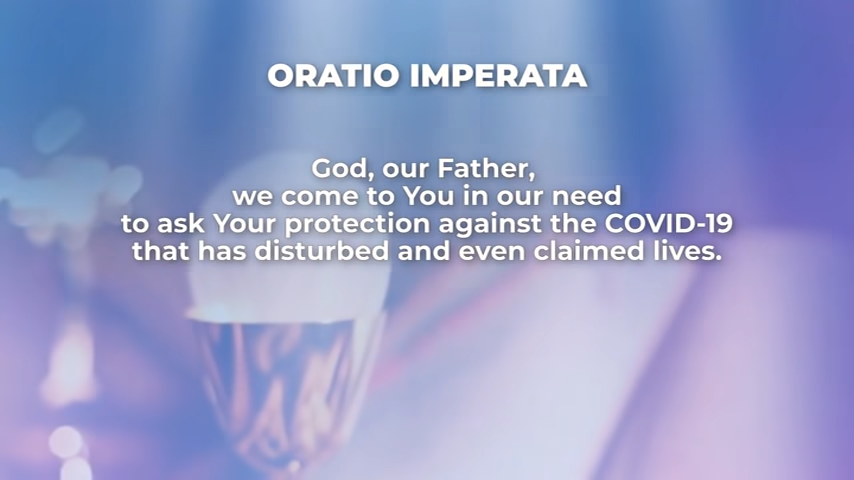 ORATIO IMPERATA
God, our Father,
we come to You in our need
to ask Your protection against the COVID-19
that has disturbed and even claimed lives.